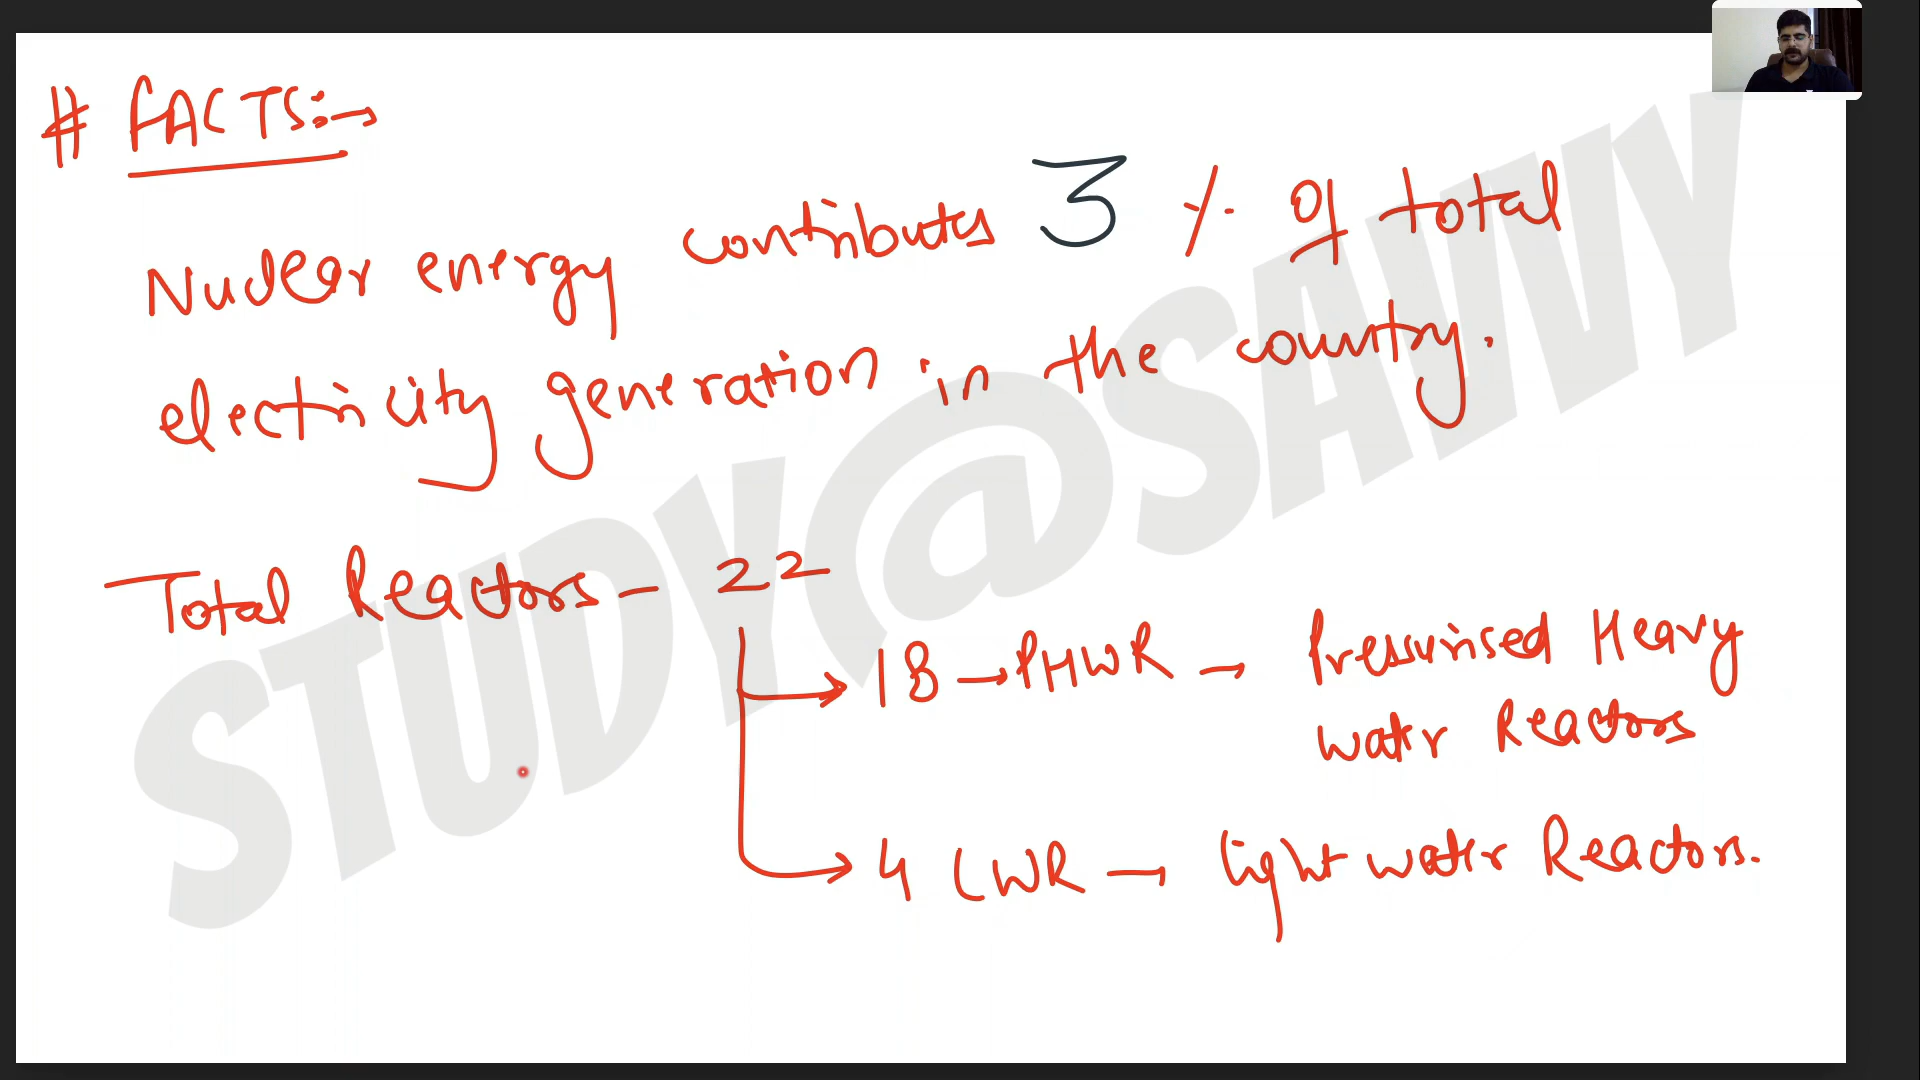 # FACTS:→
Nuclear energy contributes 3 % of total
electricity generation in the country.
Total Reactors - 22
18 → PHWR → Pressurised Heavy
water Reactors
4 LWR → light water Reactors.
STUDY@SAVVY